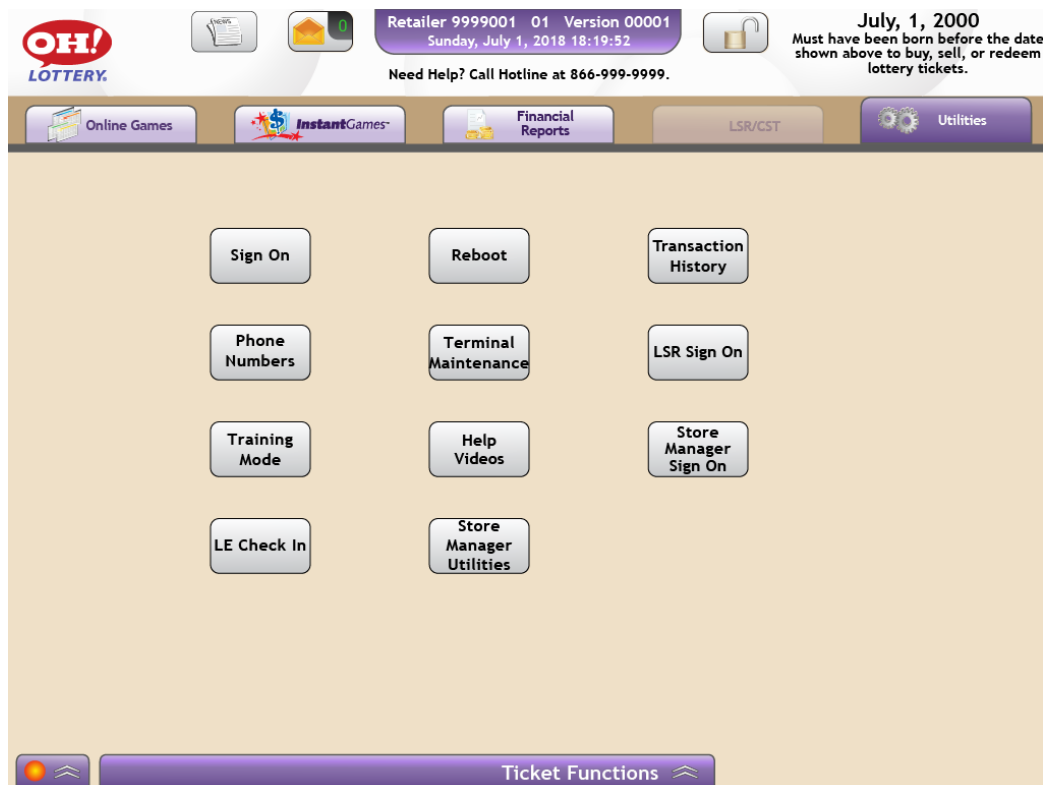 OH!
LOTTERY.
NEWS
0
Retailer 9999001 01 Version 00001
Sunday, July 1, 2018 18:19:52
Need Help? Call Hotline at 866-999-9999.
July, 1, 2000
Must have been born before the date
shown above to buy, sell, or redeem
lottery tickets.
Online Games
InstantGames
Financial
Reports
LSR/CST
Utilities
Sign On
Reboot
Transaction
History
Phone
Numbers
Terminal
Maintenance
LSR Sign On
Training
Mode
Help
Videos
Store
Manager
Sign On
LE Check In
Store
Manager
Utilities
Ticket Functions